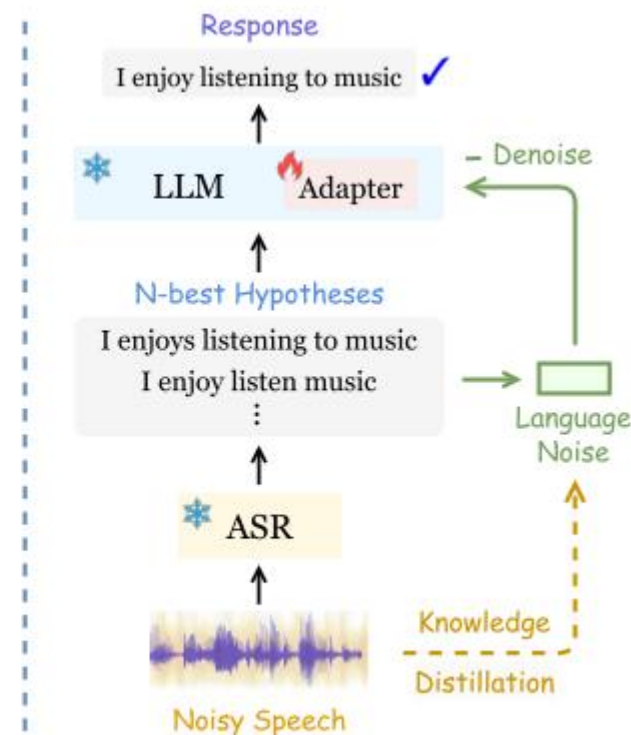 Response
I enjoy listening to music
– Denoise
LLM
Adapter
N-best Hypotheses
I enjoys listening to music
I enjoy listen music
⋮
Language
Noise
ASR
Knowledge
Distillation
Noisy Speech